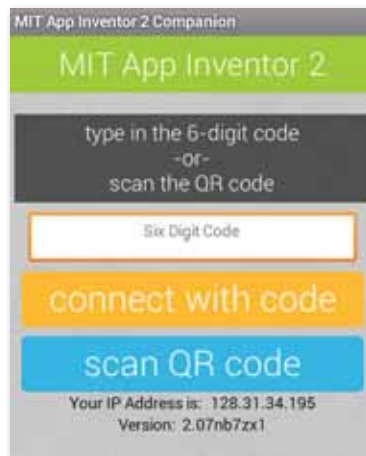 MIT App Inventor 2 Companion
MIT App Inventor 2
type in the 6-digit code
-or-
scan the QR code
Six Digit Code
connect with code
scan QR code
Your IP Address is: 128.31.34.195
Version: 2.07nb7zx1